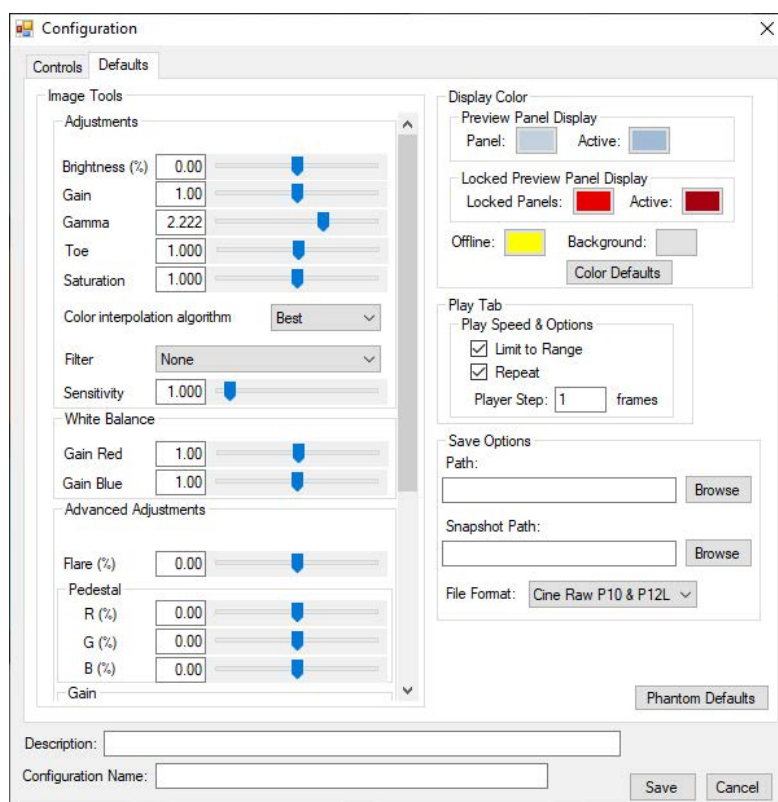 Configuration
Controls Defaults
Image Tools
Adjustments
Brightness (%) 0.00
Gain 1.00
Gamma 2.222
Toe 1.000
Saturation 1.000
Color interpolation algorithm Best
Filter None
Sensitivity 1.000
White Balance
Gain Red 1.00
Gain Blue 1.00
Advanced Adjustments
Flare (%) 0.00
Pedestal
R (%) 0.00
G (%) 0.00
B (%) 0.00
Gain
Display Color
Preview Panel Display
Panel: Active:
Locked Preview Panel Display
Locked Panels: Active:
Offline: Background:
Color Defaults
Play Tab
Play Speed & Options
Limit to Range
Repeat
Player Step: 1 frames
Save Options
Path:
Browse
Snapshot Path:
Browse
File Format: Cine Raw P10 & P12L
Phantom Defaults
Description:
Configuration Name:
Save Cancel